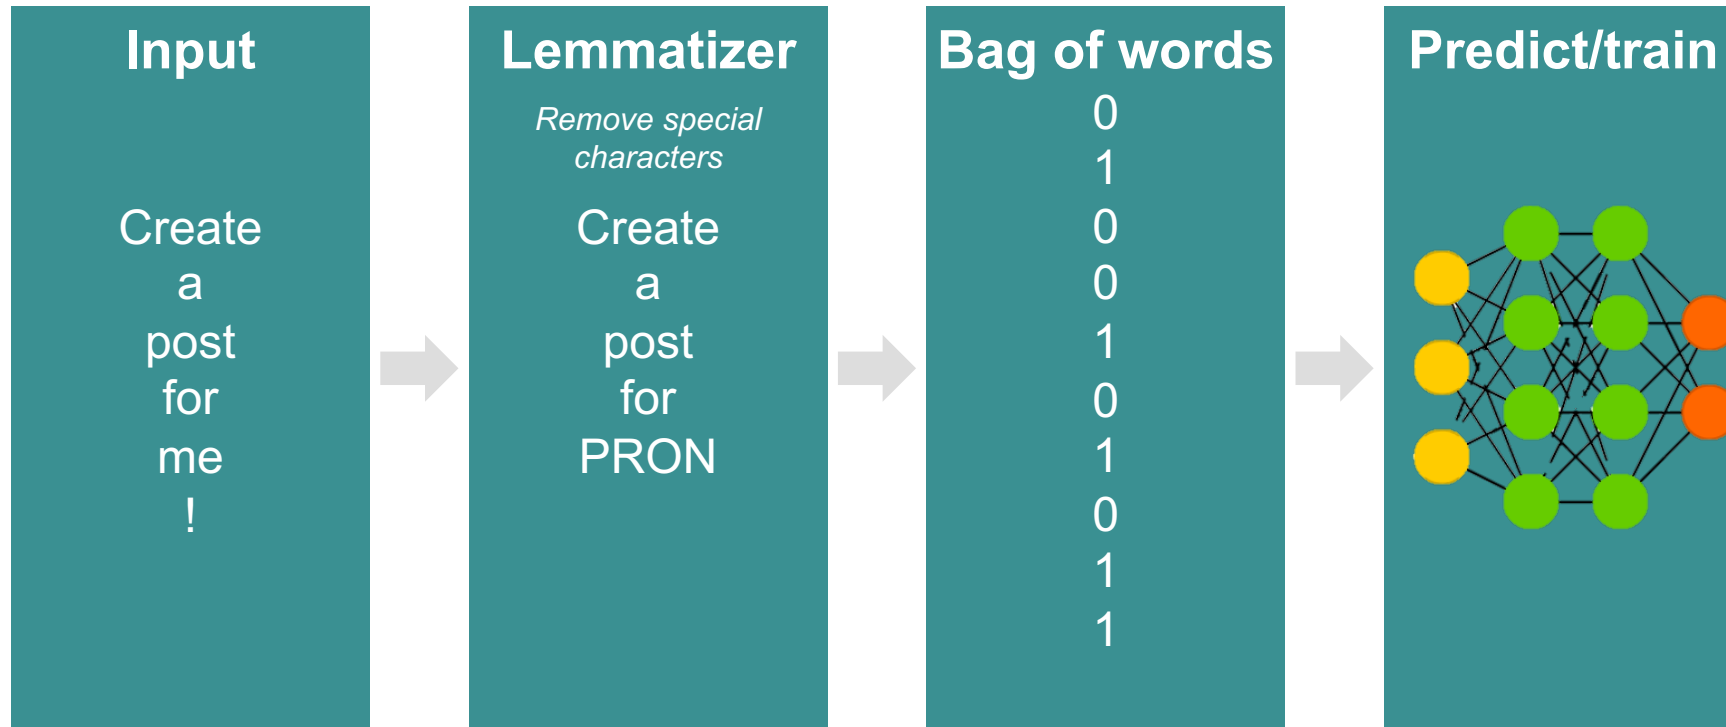 Input
Create
a
post
for
me
!
Lemmatizer
Remove special
characters
Create
a
post
for
PRON
Bag of words
0
1
0
0
1
0
1
0
1
1
Predict/train